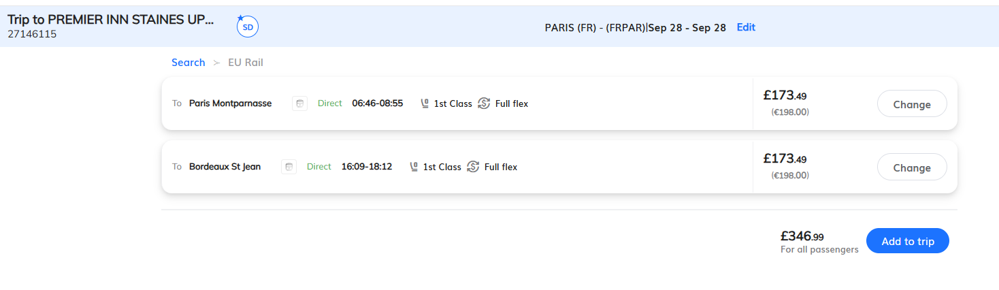 Trip to PREMIER INN STAINES UP...
27146115
SD
PARIS (FR) - (FRPAR)|Sep 28 - Sep 28 Edit
Search > EU Rail
To Paris Montparnasse Direct 06:46-08:55 1st Class Full flex
£173.49
(€198.00)
Change
To Bordeaux St Jean Direct 16:09-18:12 1st Class Full flex
£173.49
(€198.00)
Change
£346.99
For all passengers
Add to trip